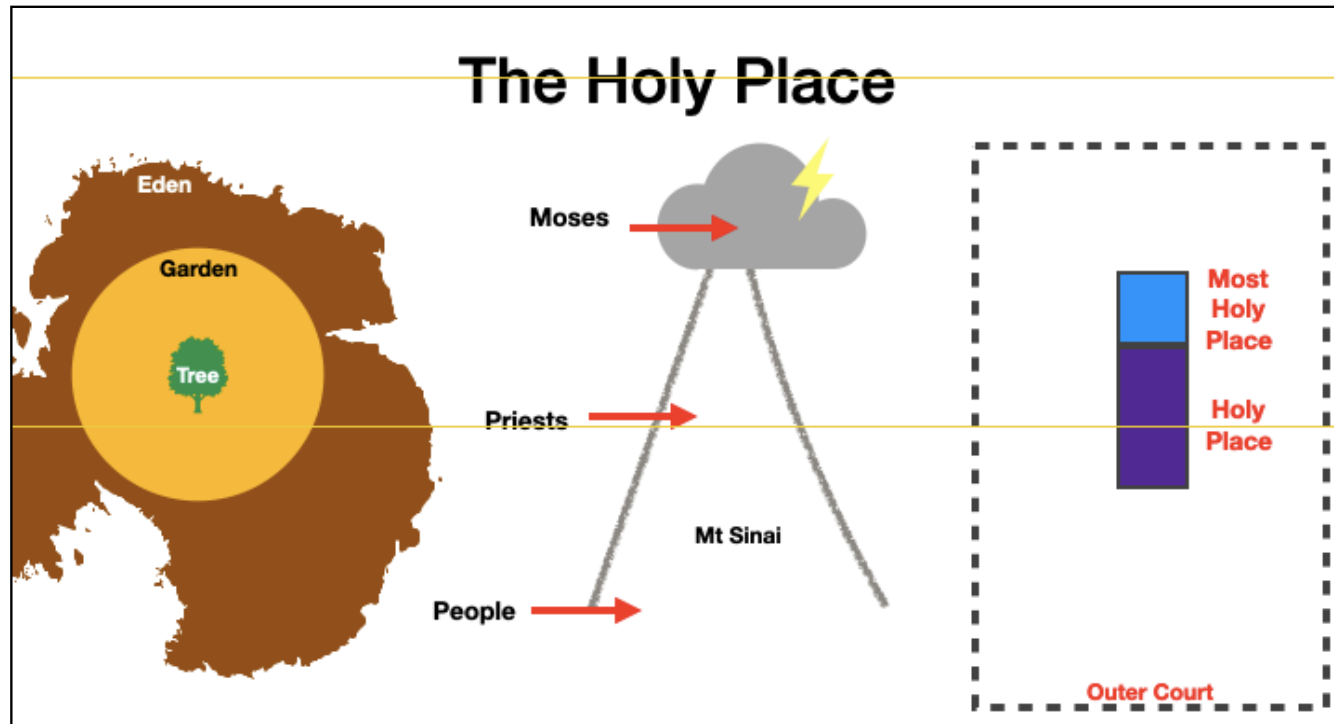 The Holy Place
Eden
Garden
Tree
Moses
Priests
Mt Sinai
People
Most
Holy
Place
Holy
Place
Outer Court